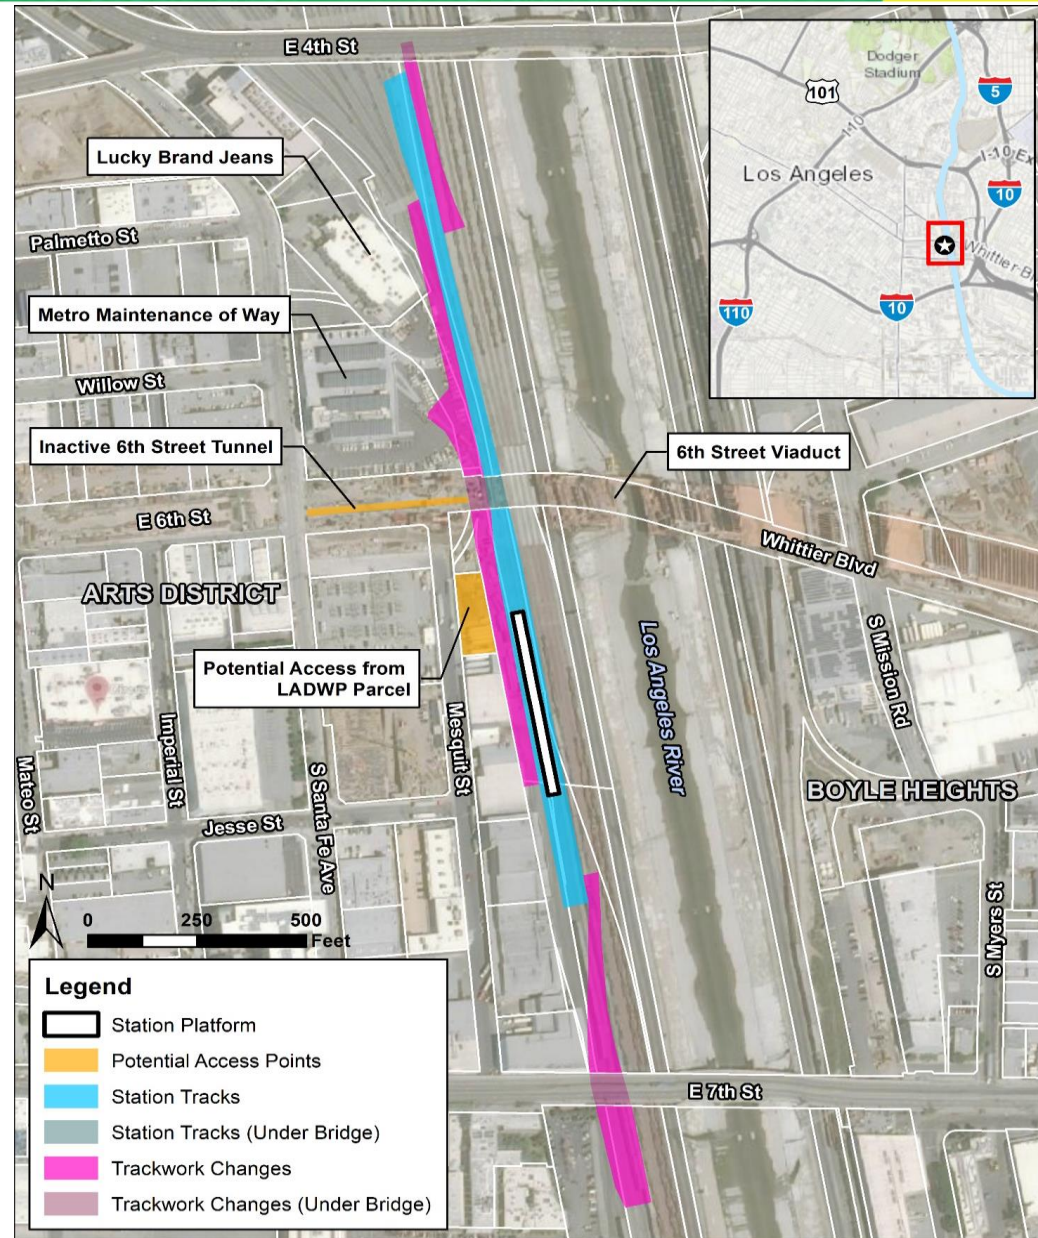 E 4th St
Dodger
Stadium
101
5
I-10
I-10 Ex
Los Angeles
10
Whittier-B
110
10
Lucky Brand Jeans
Palmetto St
Metro Maintenance of Way
Willow St
Inactive 6th Street Tunnel
6th Street Viaduct
E 6th St
Whittier Blvd
ARTS DISTRICT
Los Angeles River
S Mission Rd
Potential Access from
LADWP Parcel
Mesquit St
Imperial St
Mateo St
S Santa Fe Ave
BOYLE HEIGHTS
Jesse St
N
0 250 500
Feet
S Myers St
Legend
Station Platform
Potential Access Points
Station Tracks
Station Tracks (Under Bridge)
Trackwork Changes
Trackwork Changes (Under Bridge)
E 7th St